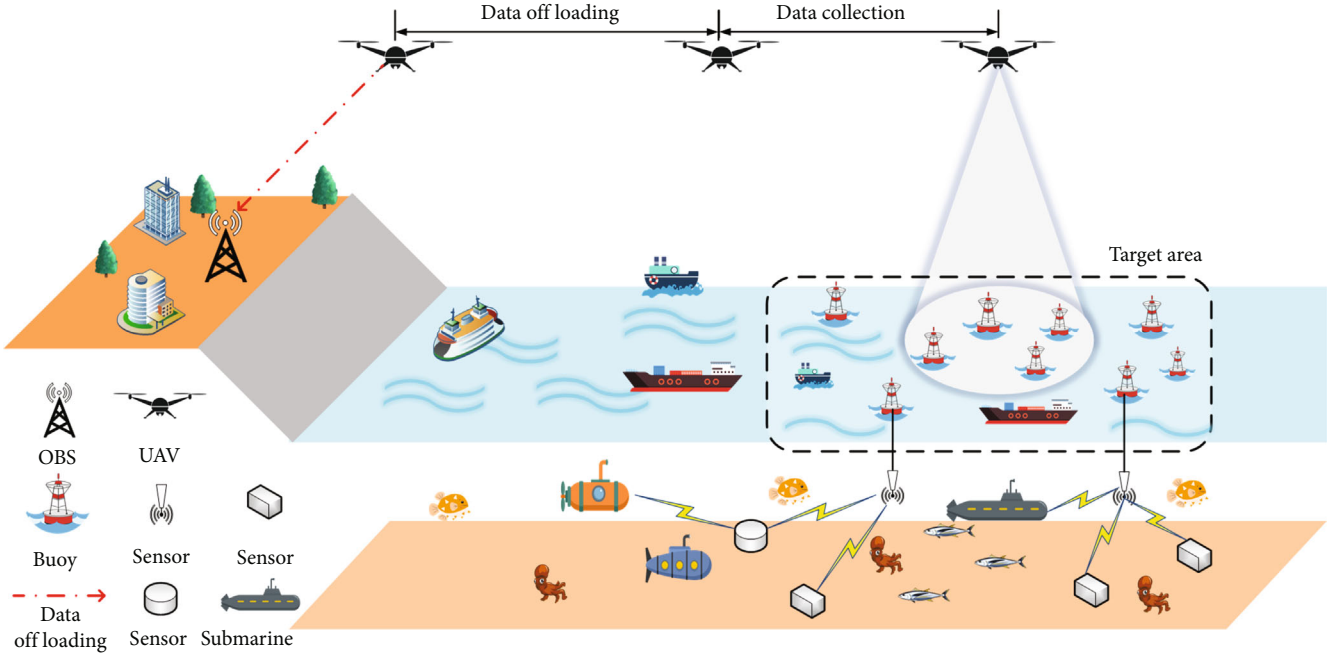 Data off loading
Data collection
Target area
OBS
UAV
Buoy
Sensor
Sensor
Data
off loading
Sensor
Submarine